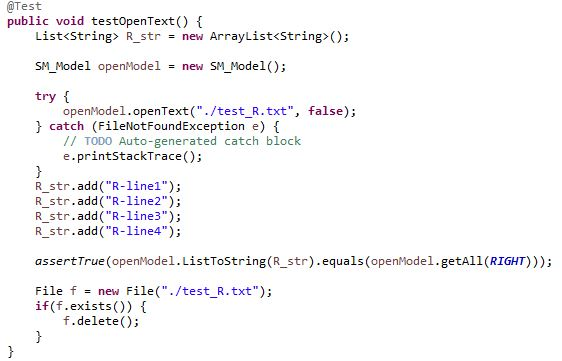 @Test
public void testOpenText() {
    List<String> R_str = new ArrayList<String>();

    SM_Model openModel = new SM_Model();

    try {
        openModel.openText("./test_R.txt", false);
    } catch (FileNotFoundException e) {
        // TODO Auto-generated catch block
        e.printStackTrace();
    }
    R_str.add("R-line1");
    R_str.add("R-line2");
    R_str.add("R-line3");
    R_str.add("R-line4");

    assertTrue(openModel.ListToString(R_str).equals(openModel.getAll(RIGHT)));

    File f = new File("./test_R.txt");
    if(f.exists()) {
        f.delete();
    }
}